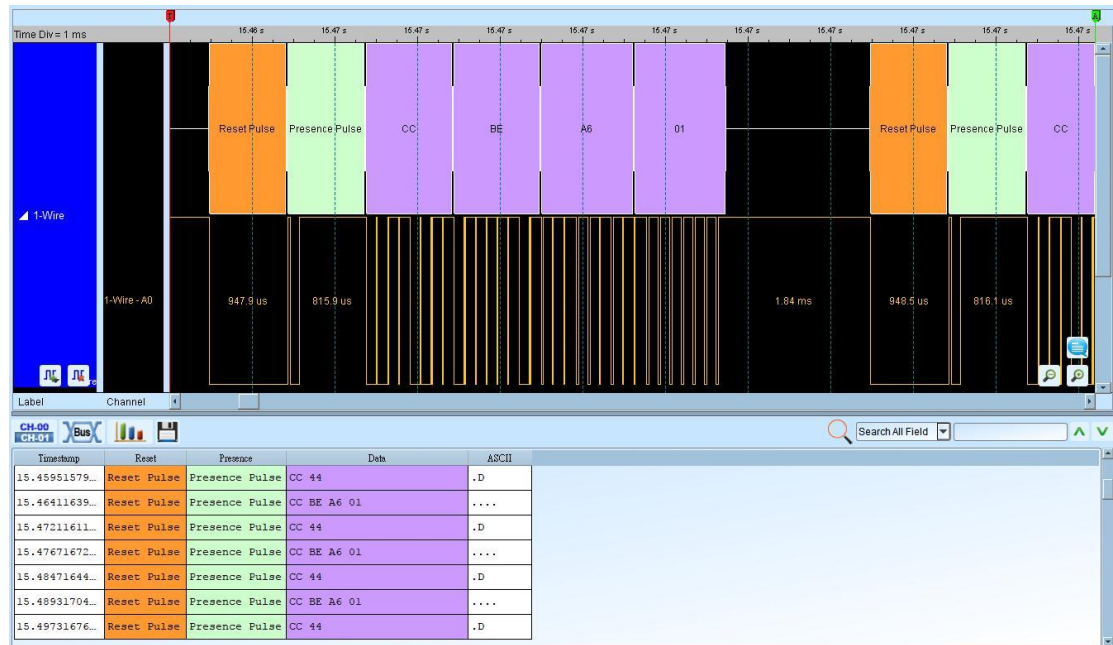 T A
Time Div = 1 ms 15.46 s 15.47 s 15.47 s 15.47 s 15.47 s 15.47 s 15.47 s 15.47 s 15.47 s 15.47 s 15.47 s
Reset Pulse Presence Pulse CC BE A6 01 Reset Pulse Presence Pulse CC
1-Wire
1-Wire - A0 947.9 us 815.9 us 1.84 ms 948.5 us 816.1 us
Label Channel
CH-00
CH-01 Bus Search All Field
Timestamp Reset Presence Data ASCII
15.45951579... Reset Pulse Presence Pulse CC 44 .D
15.46411639... Reset Pulse Presence Pulse CC BE A6 01 ....
15.47211611... Reset Pulse Presence Pulse CC 44 .D
15.47671672... Reset Pulse Presence Pulse CC BE A6 01 ....
15.48471644... Reset Pulse Presence Pulse CC 44 .D
15.48931704... Reset Pulse Presence Pulse CC BE A6 01 ....
15.49731676... Reset Pulse Presence Pulse CC 44 .D